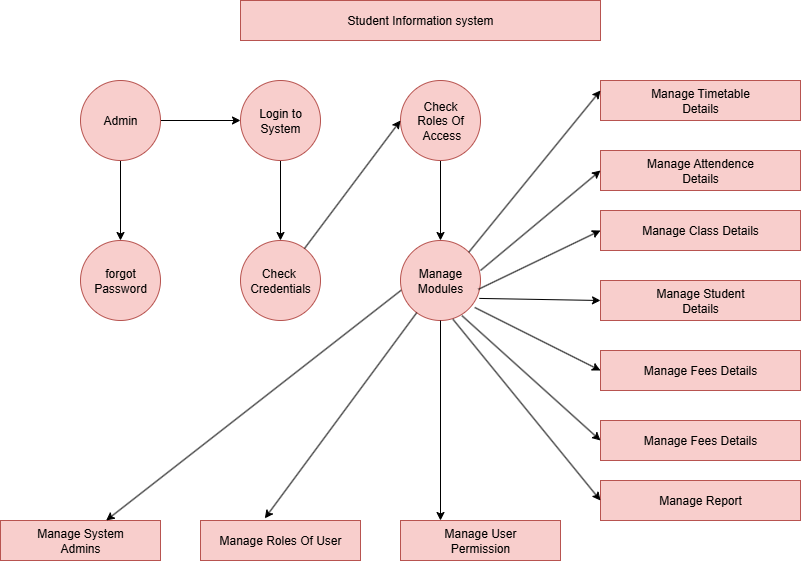 Student Information system
Admin
Login to
System
Check
Roles Of
Access
Manage Timetable
Details
Manage Attendence
Details
Manage Class Details
forgot
Password
Check
Credentials
Manage
Modules
Manage Student
Details
Manage Fees Details
Manage Fees Details
Manage Report
Manage System
Admins
Manage Roles Of User
Manage User
Permission